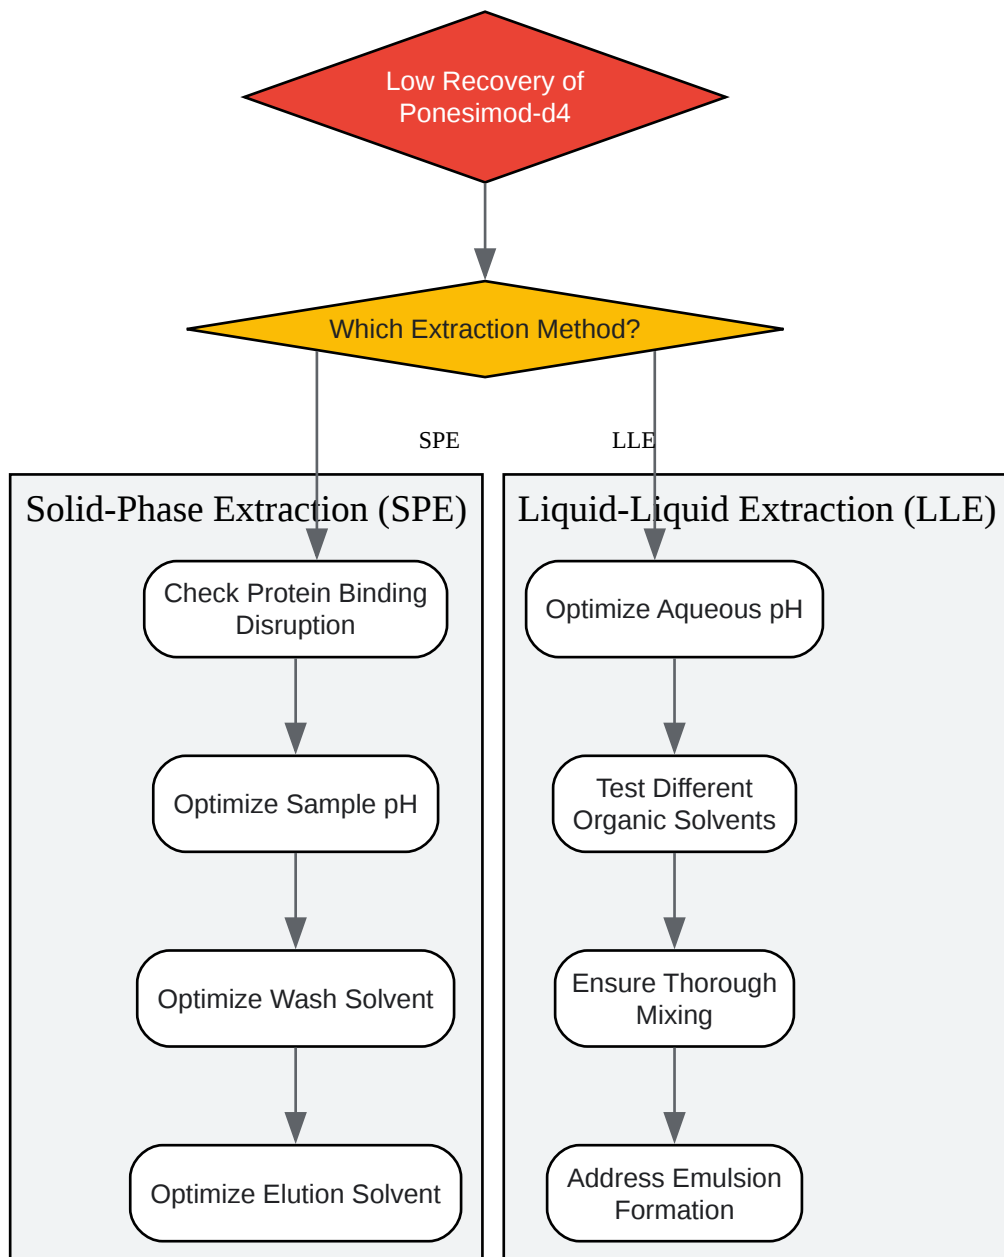 Low Recovery of
Ponesimod-d4
Which Extraction Method?
SPE
LLE
Solid-Phase Extraction (SPE)
Check Protein Binding
Disruption
Optimize Sample pH
Optimize Wash Solvent
Optimize Elution Solvent
Liquid-Liquid Extraction (LLE)
Optimize Aqueous pH
Test Different
Organic Solvents
Ensure Thorough
Mixing
Address Emulsion
Formation